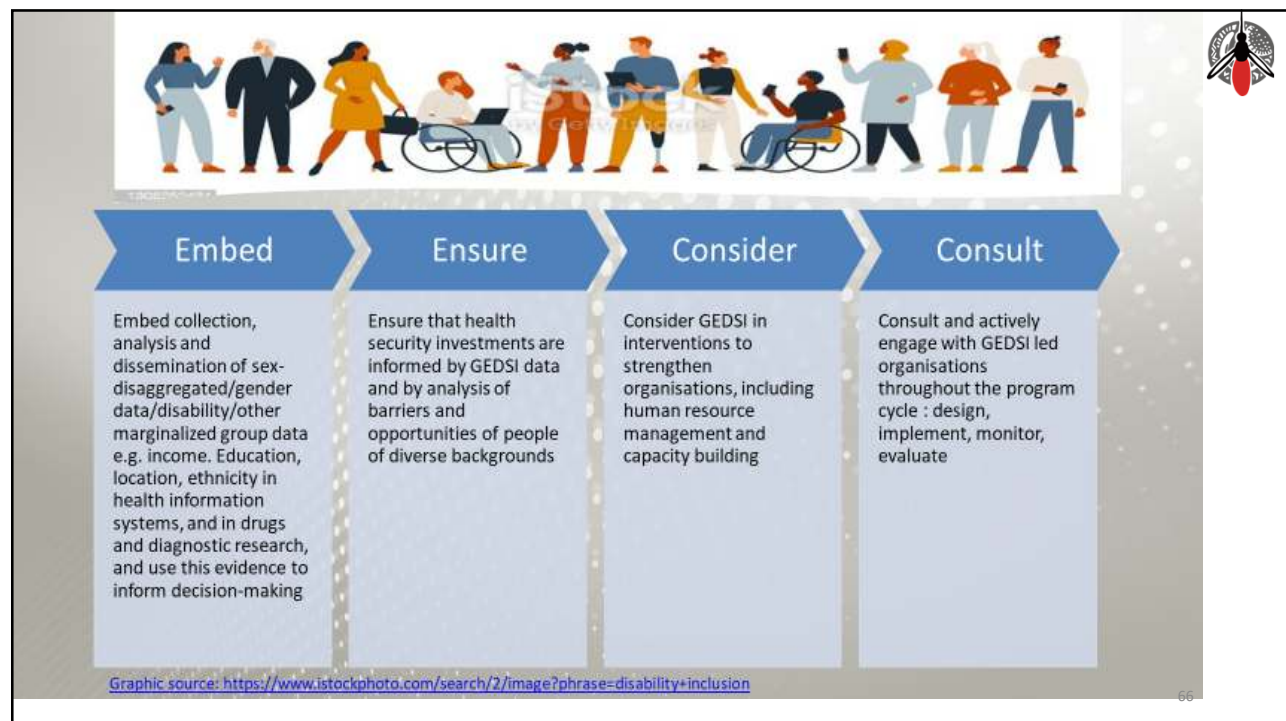 iStock
by Getty Images
Embed
Embed collection,
analysis and
dissemination of sex-
disaggregated/gender
data/disability/other
marginalized group data
e.g. income. Education,
location, ethnicity in
health information
systems, and in drugs
and diagnostic research,
and use this evidence to
inform decision-making
Ensure
Ensure that health
security investments are
informed by GEDSI data
and by analysis of
barriers and
opportunities of people
of diverse backgrounds
Consider
Consider GEDSI in
interventions to
strengthen
organisations, including
human resource
management and
capacity building
Consult
Consult and actively
engage with GEDSI led
organisations
throughout the program
cycle : design,
implement, monitor,
evaluate
Graphic source: https://www.istockphoto.com/search/2/image?phrase=disability+inclusion
66